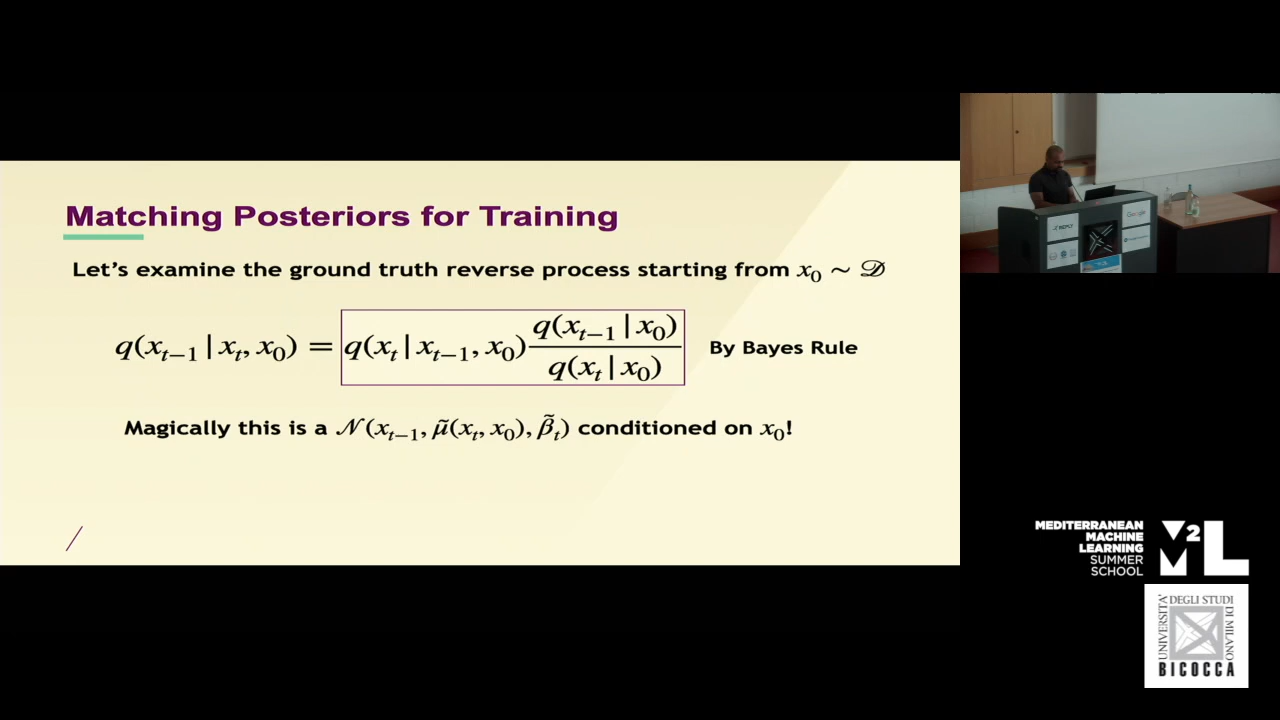 Matching Posteriors for Training
Let's examine the ground truth reverse process starting from x₀ ~ 𝒟
q(xₜ₋₁ | xₜ, x₀) = q(xₜ | xₜ₋₁, x₀) q(xₜ₋₁ | x₀) / q(xₜ | x₀) By Bayes Rule
Magically this is a 𝒩(xₜ₋₁, μ̃(xₜ, x₀), β̃ₜ) conditioned on x₀!
Google
MEDITERRANEAN
MACHINE
LEARNING
SUMMER
SCHOOL
M2L
UNIVERSITÀ
DEGLI STUDI
DI MILANO
BICOCCA